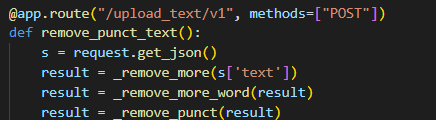 @app.route("/upload_text/v1", methods=["POST"])
def remove_punct_text():
    s = request.get_json()
    result = _remove_more(s['text'])
    result = _remove_more_word(result)
    result = _remove_punct(result)